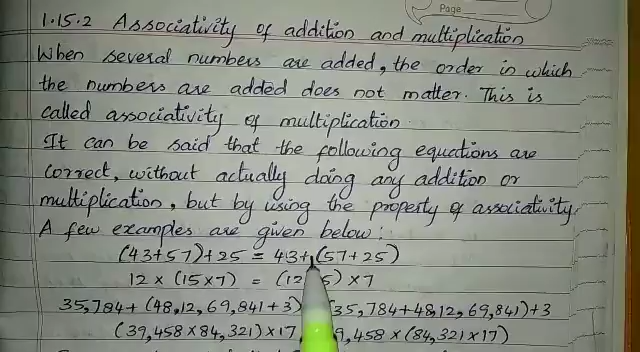 Page
1.15.2 Associativity of addition and multiplication
When several numbers are added, the order in which
the numbers are added does not matter. This is
called associativity of multiplication.
It can be said that the following equations are
correct, without actually doing any addition or
multiplication, but by using the property of associativity.
A few examples are given below:
(43+57)+25 = 43+(57+25)
12 × (15×7) = (12 5) × 7
35,784+(48,12,69,841+3) (35,784+48,12,69,841)+3
(39,458×84,321)×17 9,458×(84,321×17)